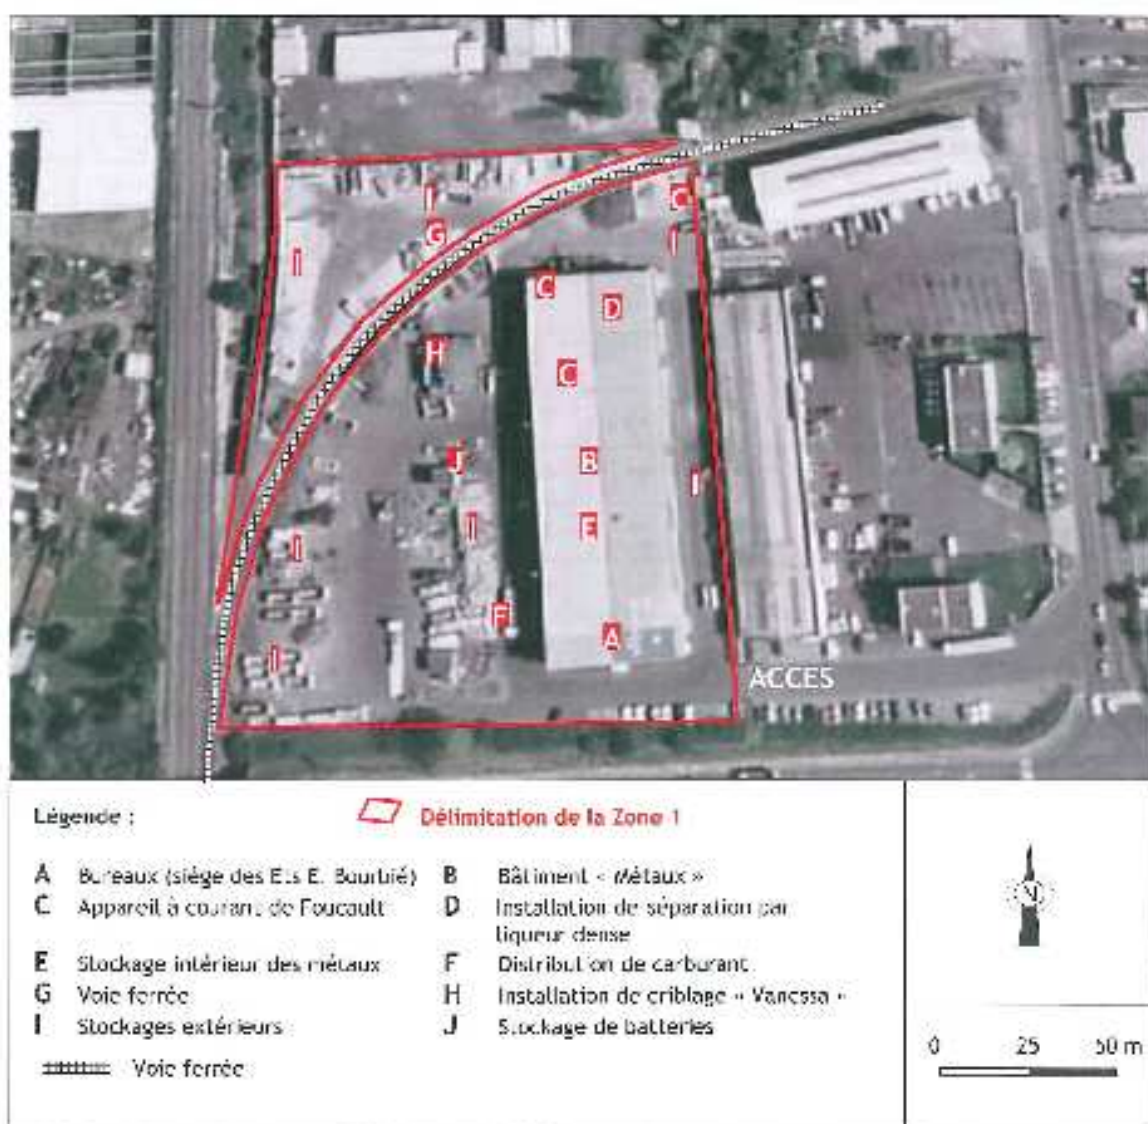 I
C
G
I
I
C
D
H
C
J
B
I
I
E
I
F
A
I
ACCES
Légende :
Délimitation de la Zone 1
A Bureaux (siège des Ets E. Bourbié) B Bâtiment « Métaux »
C Appareil à courant de Foucault D Installation de séparation par
liqueur dense
E Stockage intérieur des métaux F Distribution de carburant
G Voie ferrée H Installation de criblage « Vanessa »
I Stockages extérieurs J Stockage de batteries
Voie ferrée
N
0 25 50 m